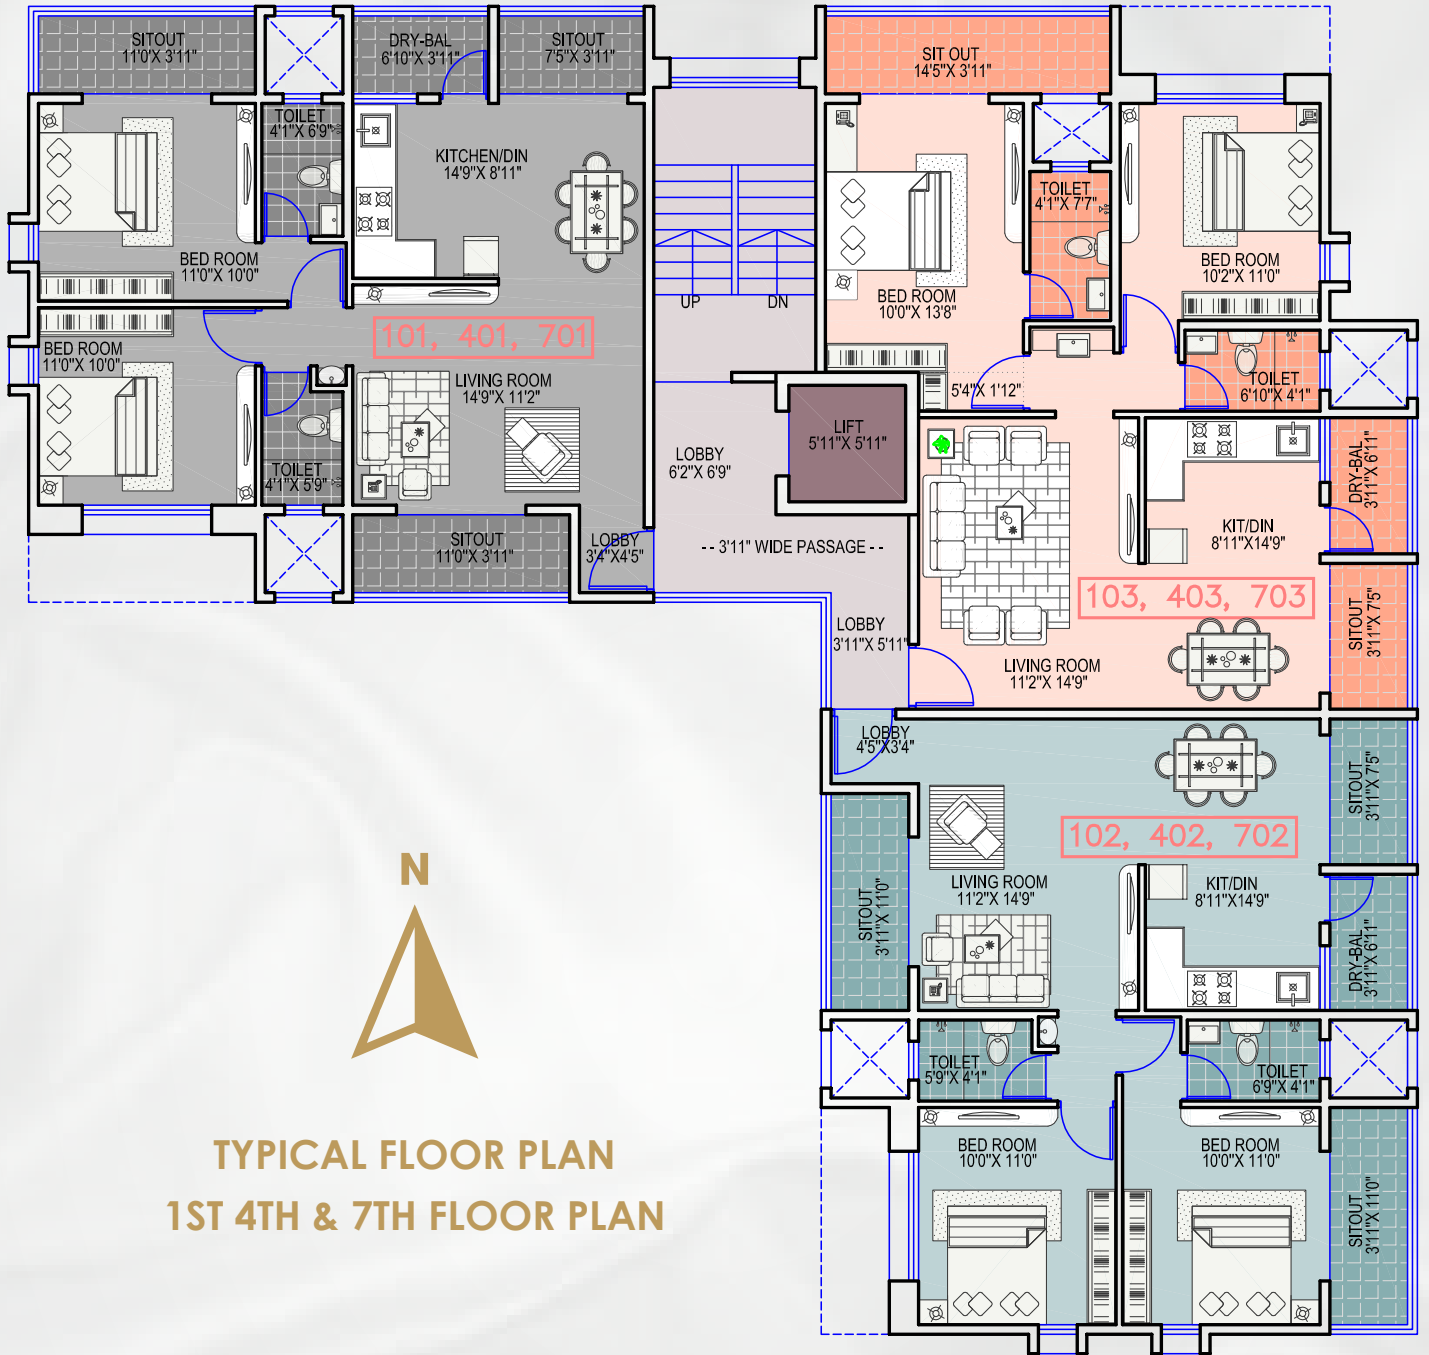 SITOUT
11'0'X 3'11"
DRY-BAL
6'10"X 3'11"
SITOUT
7'5"X 3'11"
SIT OUT
14'5"X 3'11"
TOILET
4'1"X 6'9"
KITCHEN/DIN
14'9"X 8'11"
BED ROOM
11'0"X 10'0"
TOILET
4'1"X 7'7"
BED ROOM
10'2"X 11'0"
BED ROOM
10'0"X 13'8"
UP
DN
101, 401, 701
BED ROOM
11'0"X 10'0"
LIVING ROOM
14'9"X 11'2"
5'4"X 1'12"
TOILET
6'10"X 4'1"
LIFT
5'11"X 5'11"
LOBBY
6'2"X 6'9"
TOILET
4'1"X 5'9"
DRY-BAL
3'11"X 6'11"
KIT/DIN
8'11"X14'9"
SITOUT
11'0"X 3'11"
LOBBY
3'4"X4'5"
-- 3'11" WIDE PASSAGE --
103, 403, 703
SITOUT
3'11"X 7'5"
LOBBY
3'11"X 5'11"
LIVING ROOM
11'2"X 14'9"
LOBBY
4'5"X3'4"
SITOUT
3'11"X 7'5"
102, 402, 702
LIVING ROOM
11'2"X 14'9"
KIT/DIN
8'11"X14'9"
SITOUT
3'11"X 11'0"
DRY-BAL
3'11"X 6'11"
N
TOILET
5'9"X 4'1"
TOILET
6'9"X 4'1"
BED ROOM
10'0"X 11'0"
BED ROOM
10'0"X 11'0"
SITOUT
3'11"X 11'0"
TYPICAL FLOOR PLAN
1ST 4TH & 7TH FLOOR PLAN